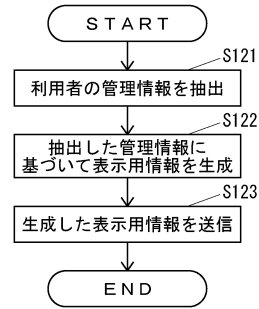 START
S121
利用者の管理情報を抽出
S122
抽出した管理情報に
基づいて表示用情報を生成
S123
生成した表示用情報を送信
END